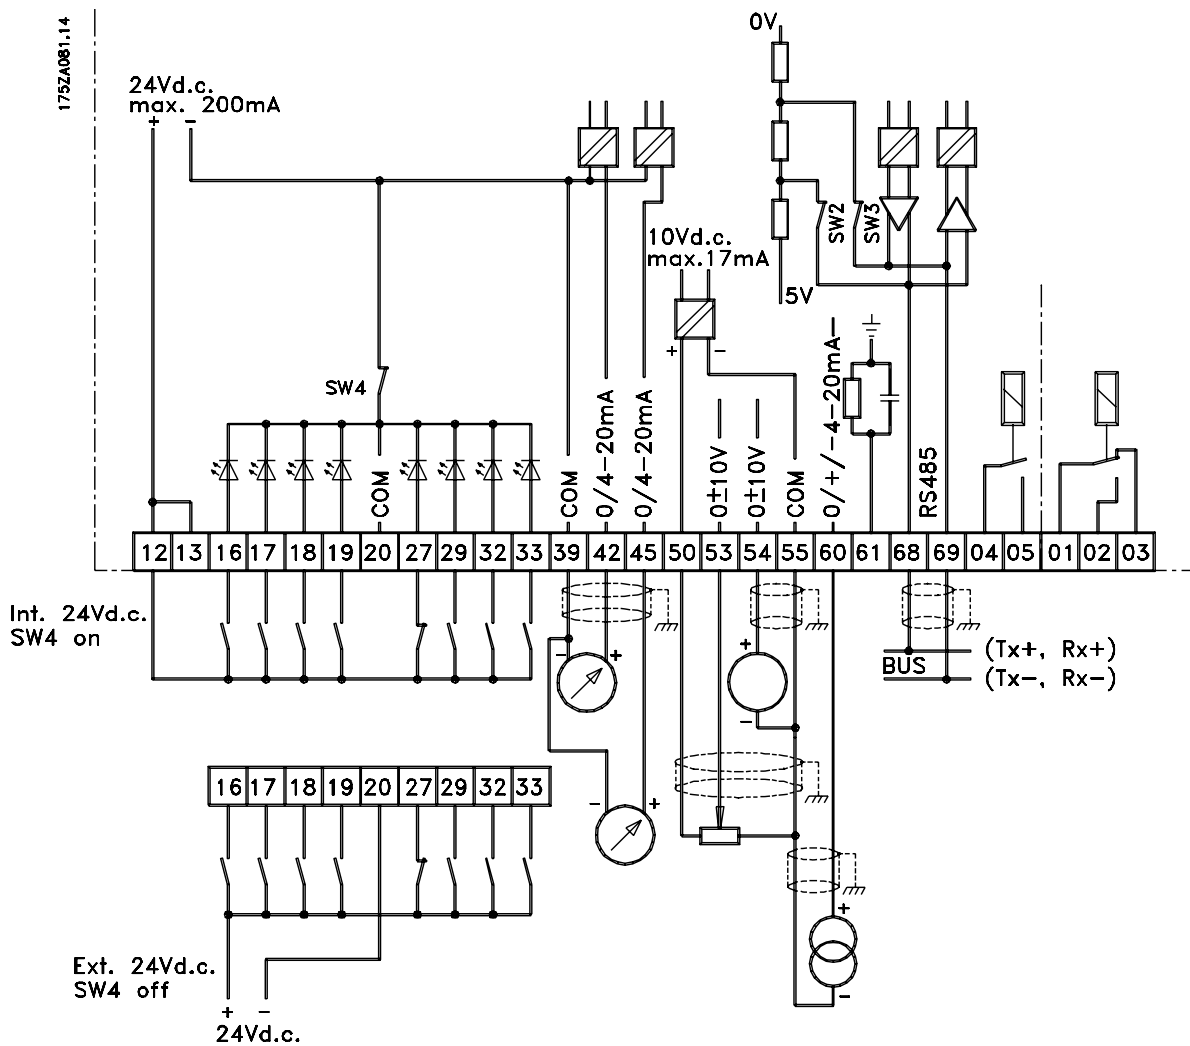 175ZA081.14
0V
24Vd.c.
max. 200mA
+ −
SW2
SW3
10Vd.c.
max.17mA
5V
+ −
SW4
COM
COM
0/4−20mA
0/4−20mA
0±10V
0±10V
COM
0/+/−4−20mA
RS485
12 13 16 17 18 19 20 27 29 32 33 39 42 45 50 53 54 55 60 61 68 69 04 05 01 02 03
Int. 24Vd.c.
SW4 on
− +
+
−
BUS
(Tx+, Rx+)
(Tx−, Rx−)
16 17 18 19 20 27 29 32 33
− +
+
−
Ext. 24Vd.c.
SW4 off
+ −
24Vd.c.